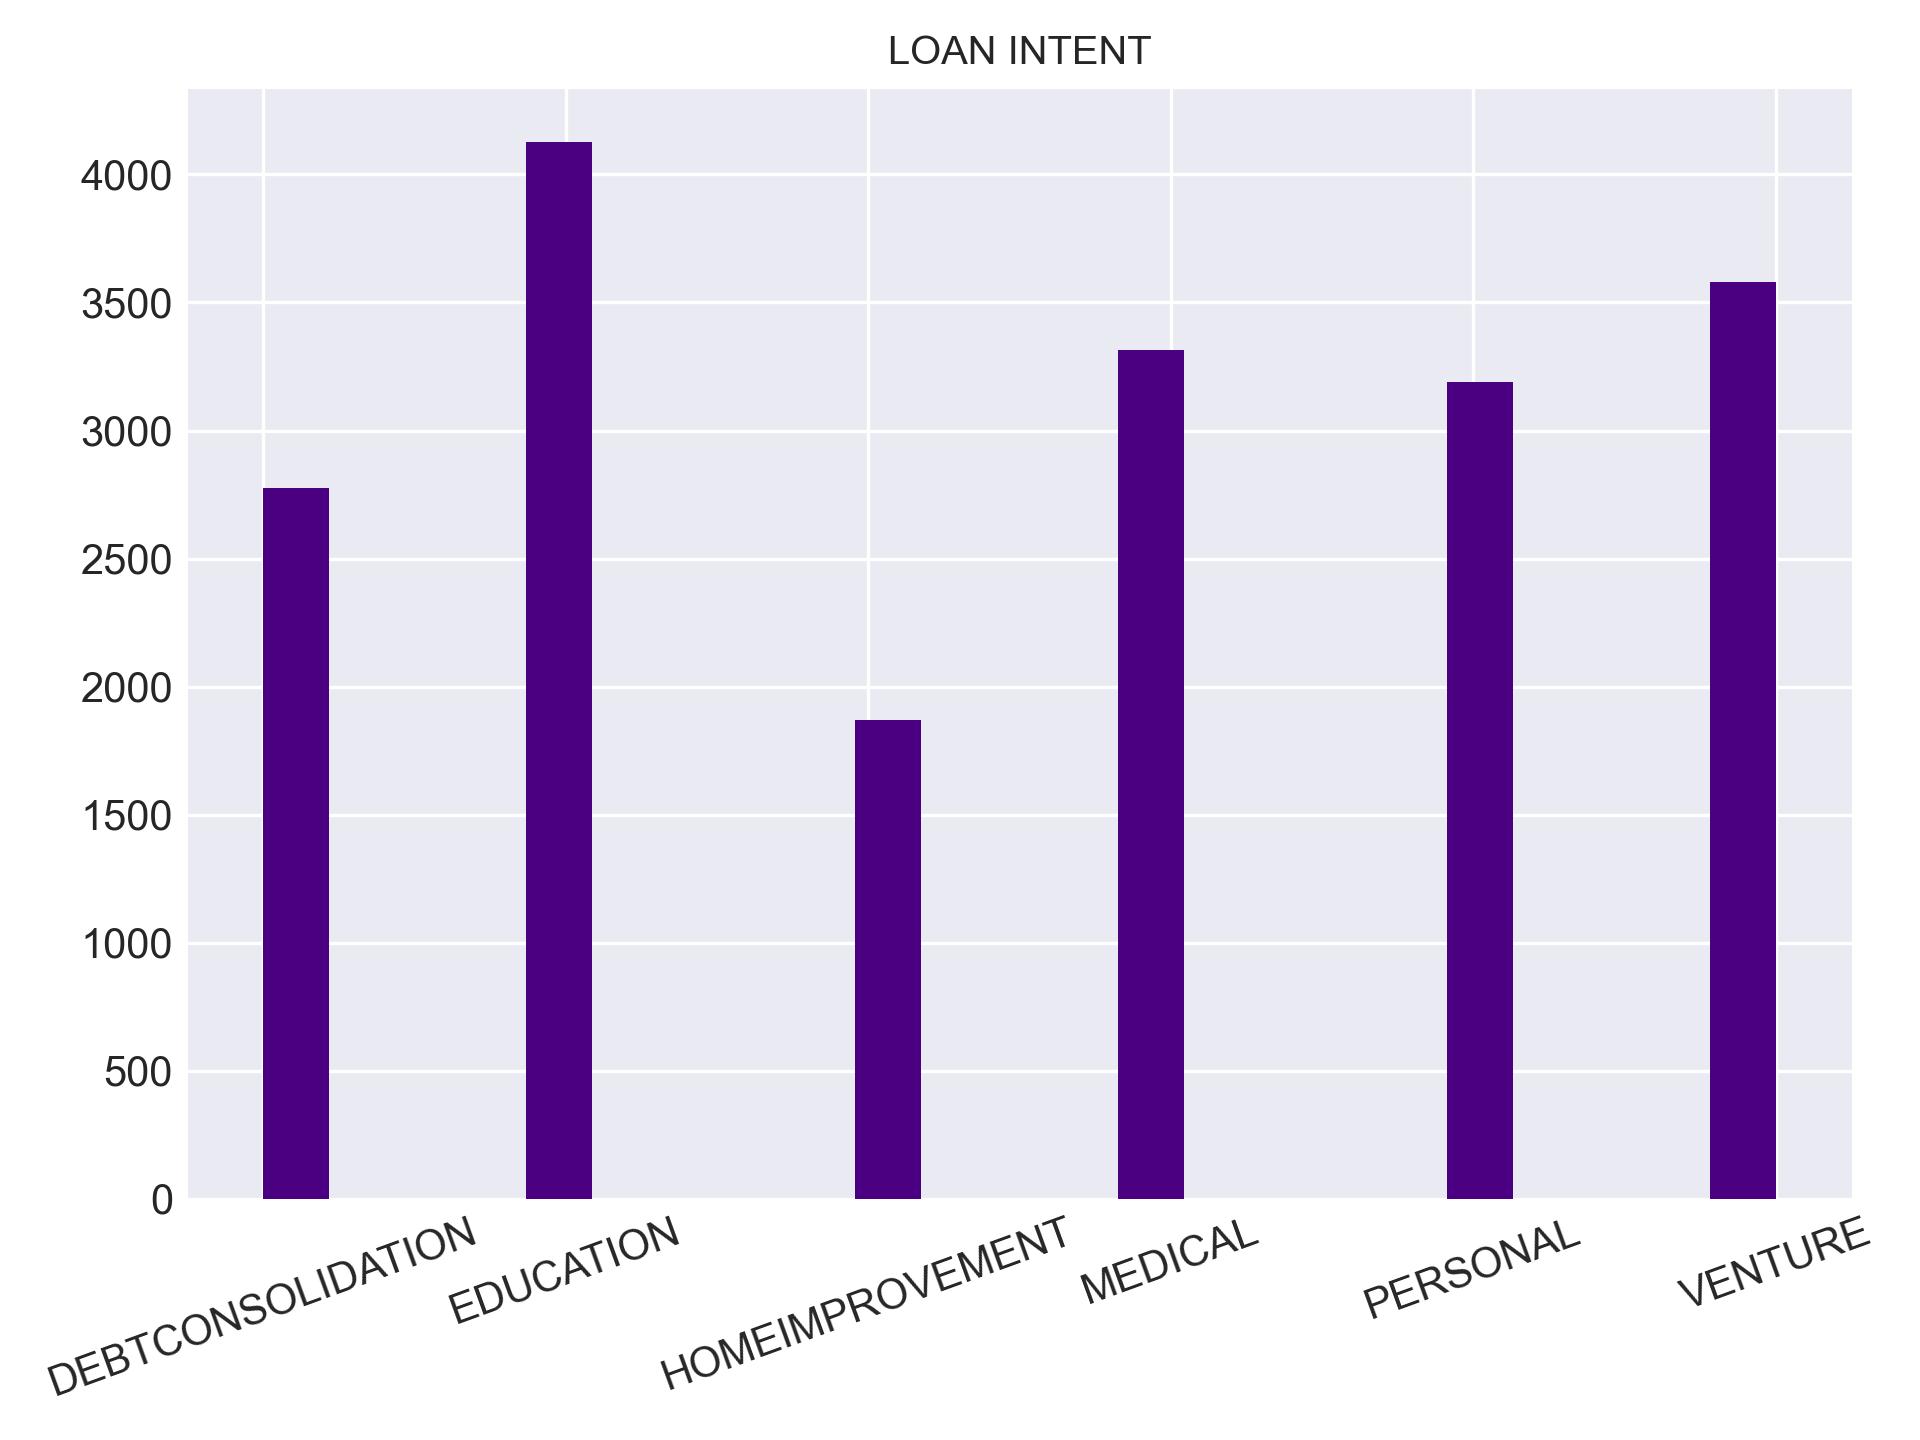 LOAN INTENT
4000
3500
3000
2500
2000
1500
1000
500
0
DEBTCONSOLIDATION
EDUCATION
HOMEIMPROVEMENT
MEDICAL
PERSONAL
VENTURE